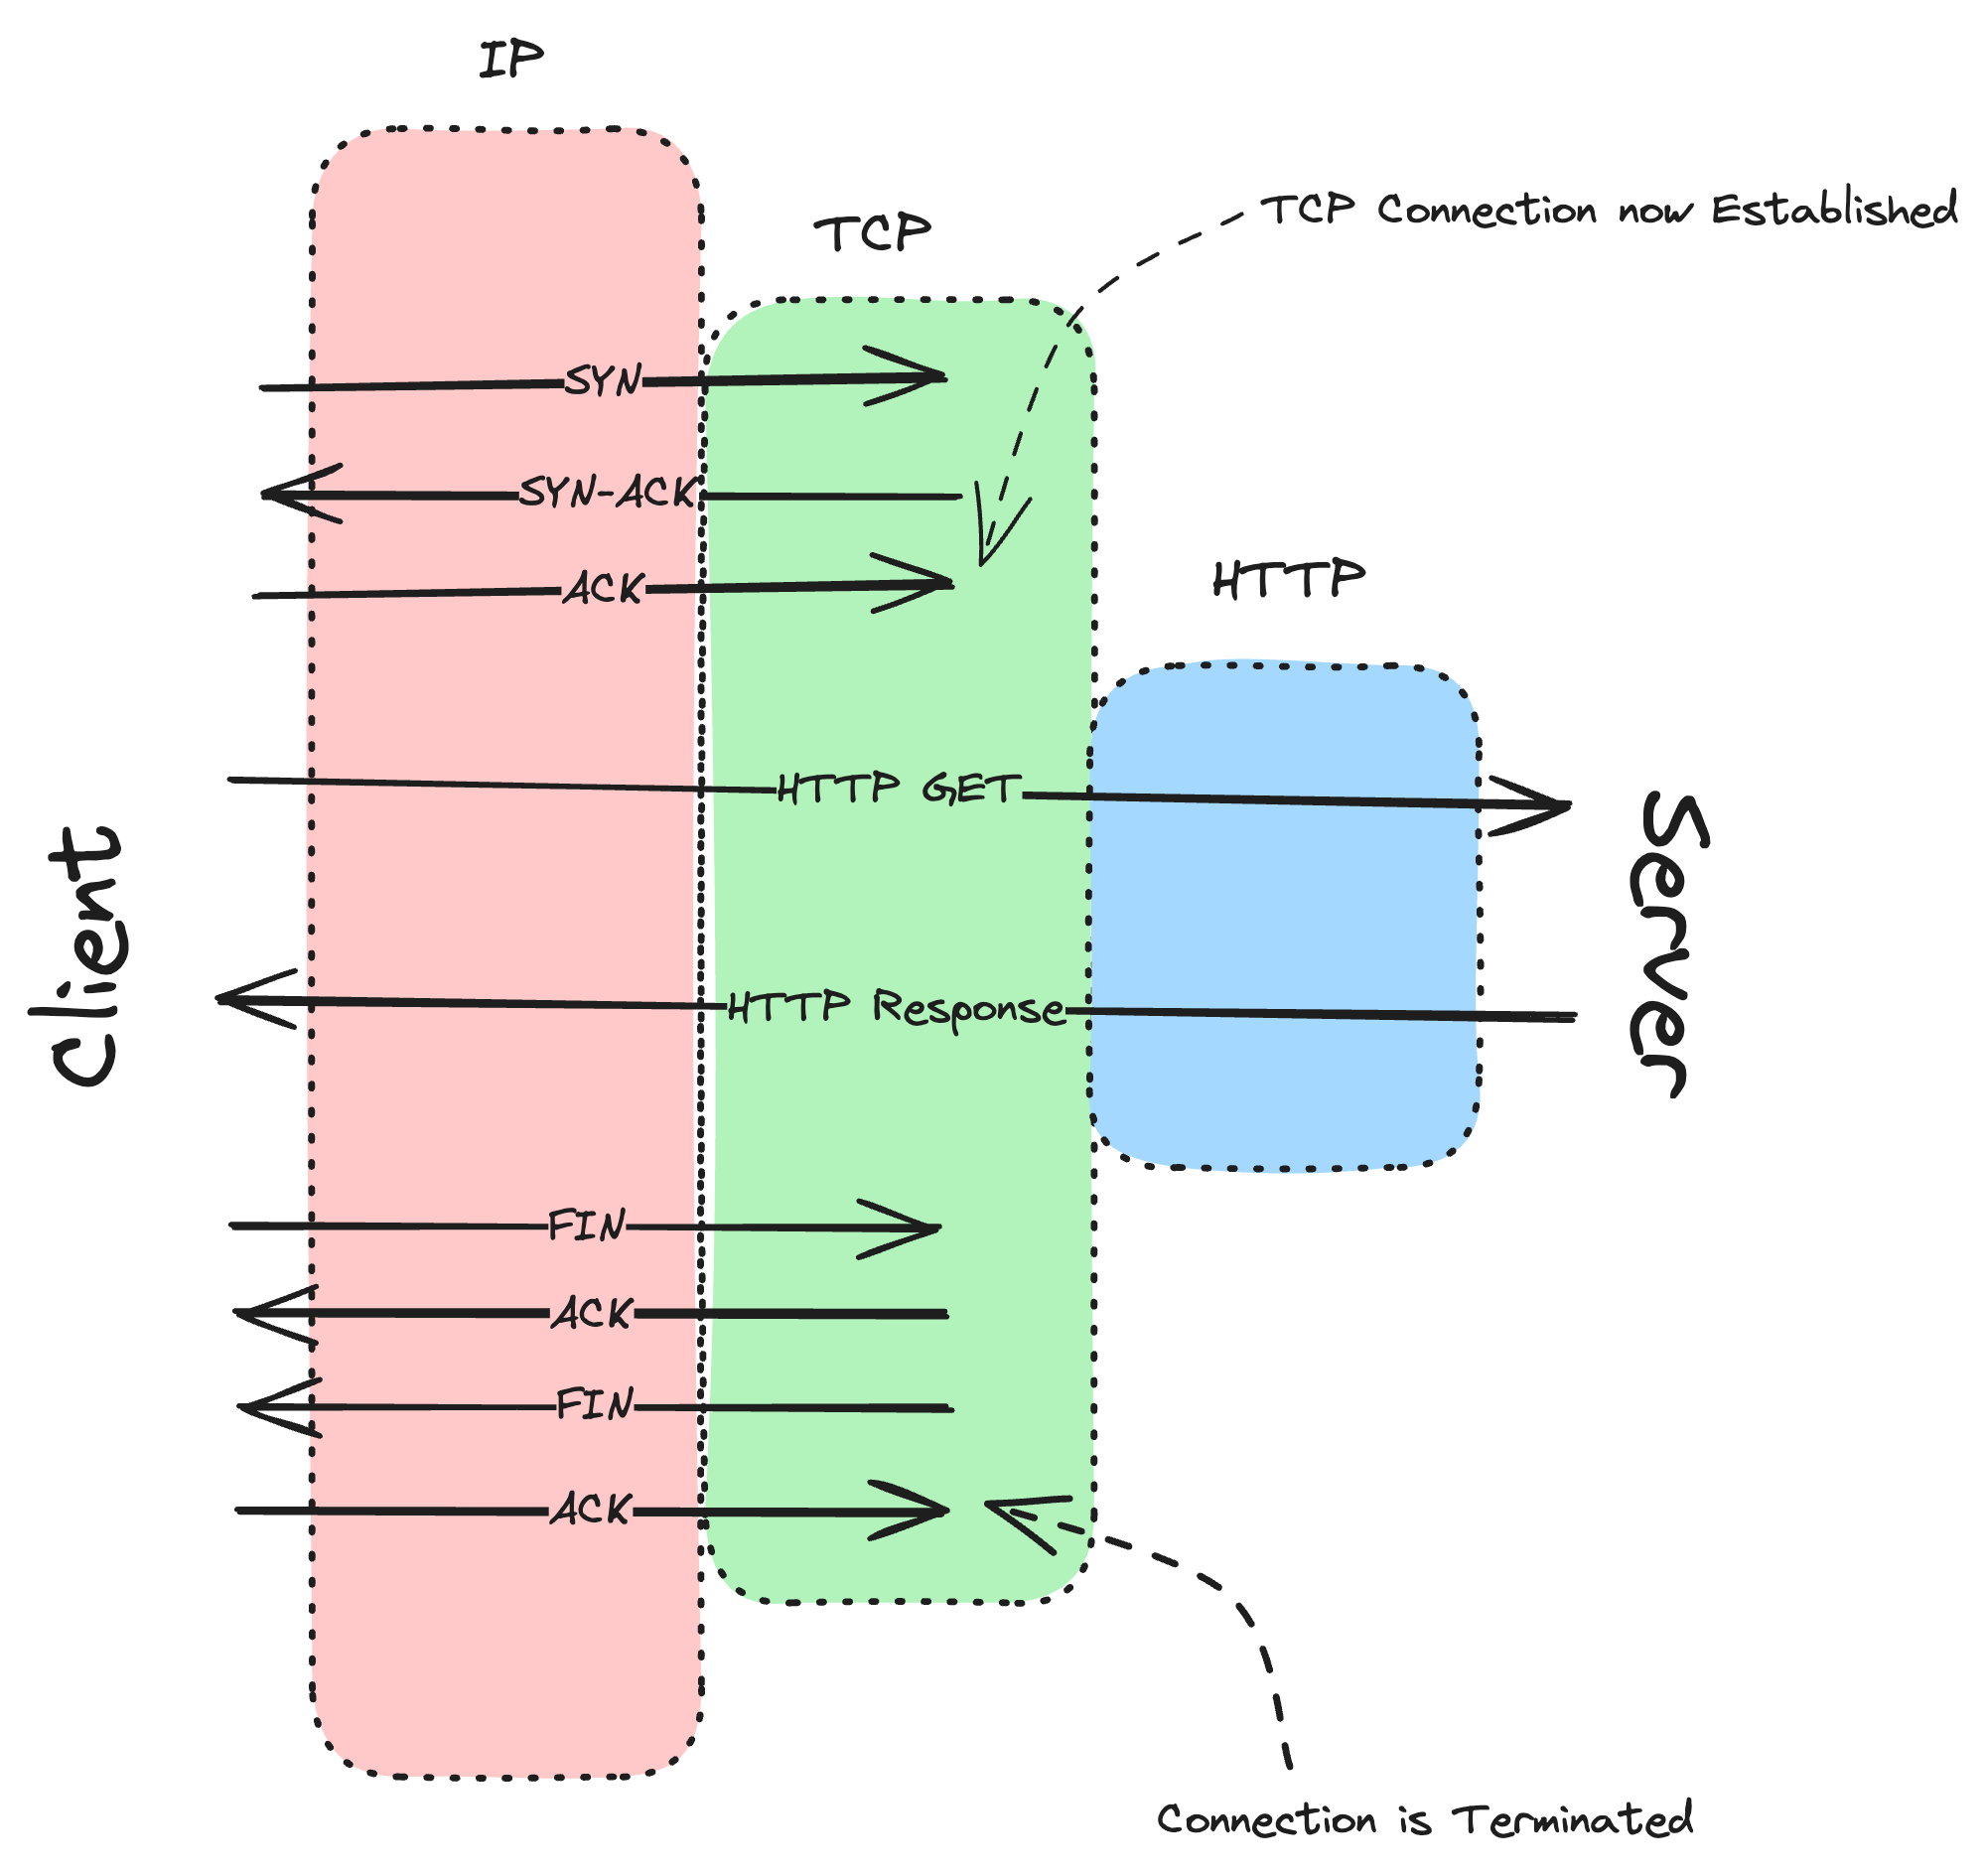 IP
TCP Connection now Established
TCP
SYN
SYN-ACK
HTTP
ACK
HTTP GET
Client
Server
HTTP Response
FIN
ACK
FIN
ACK
Connection is Terminated